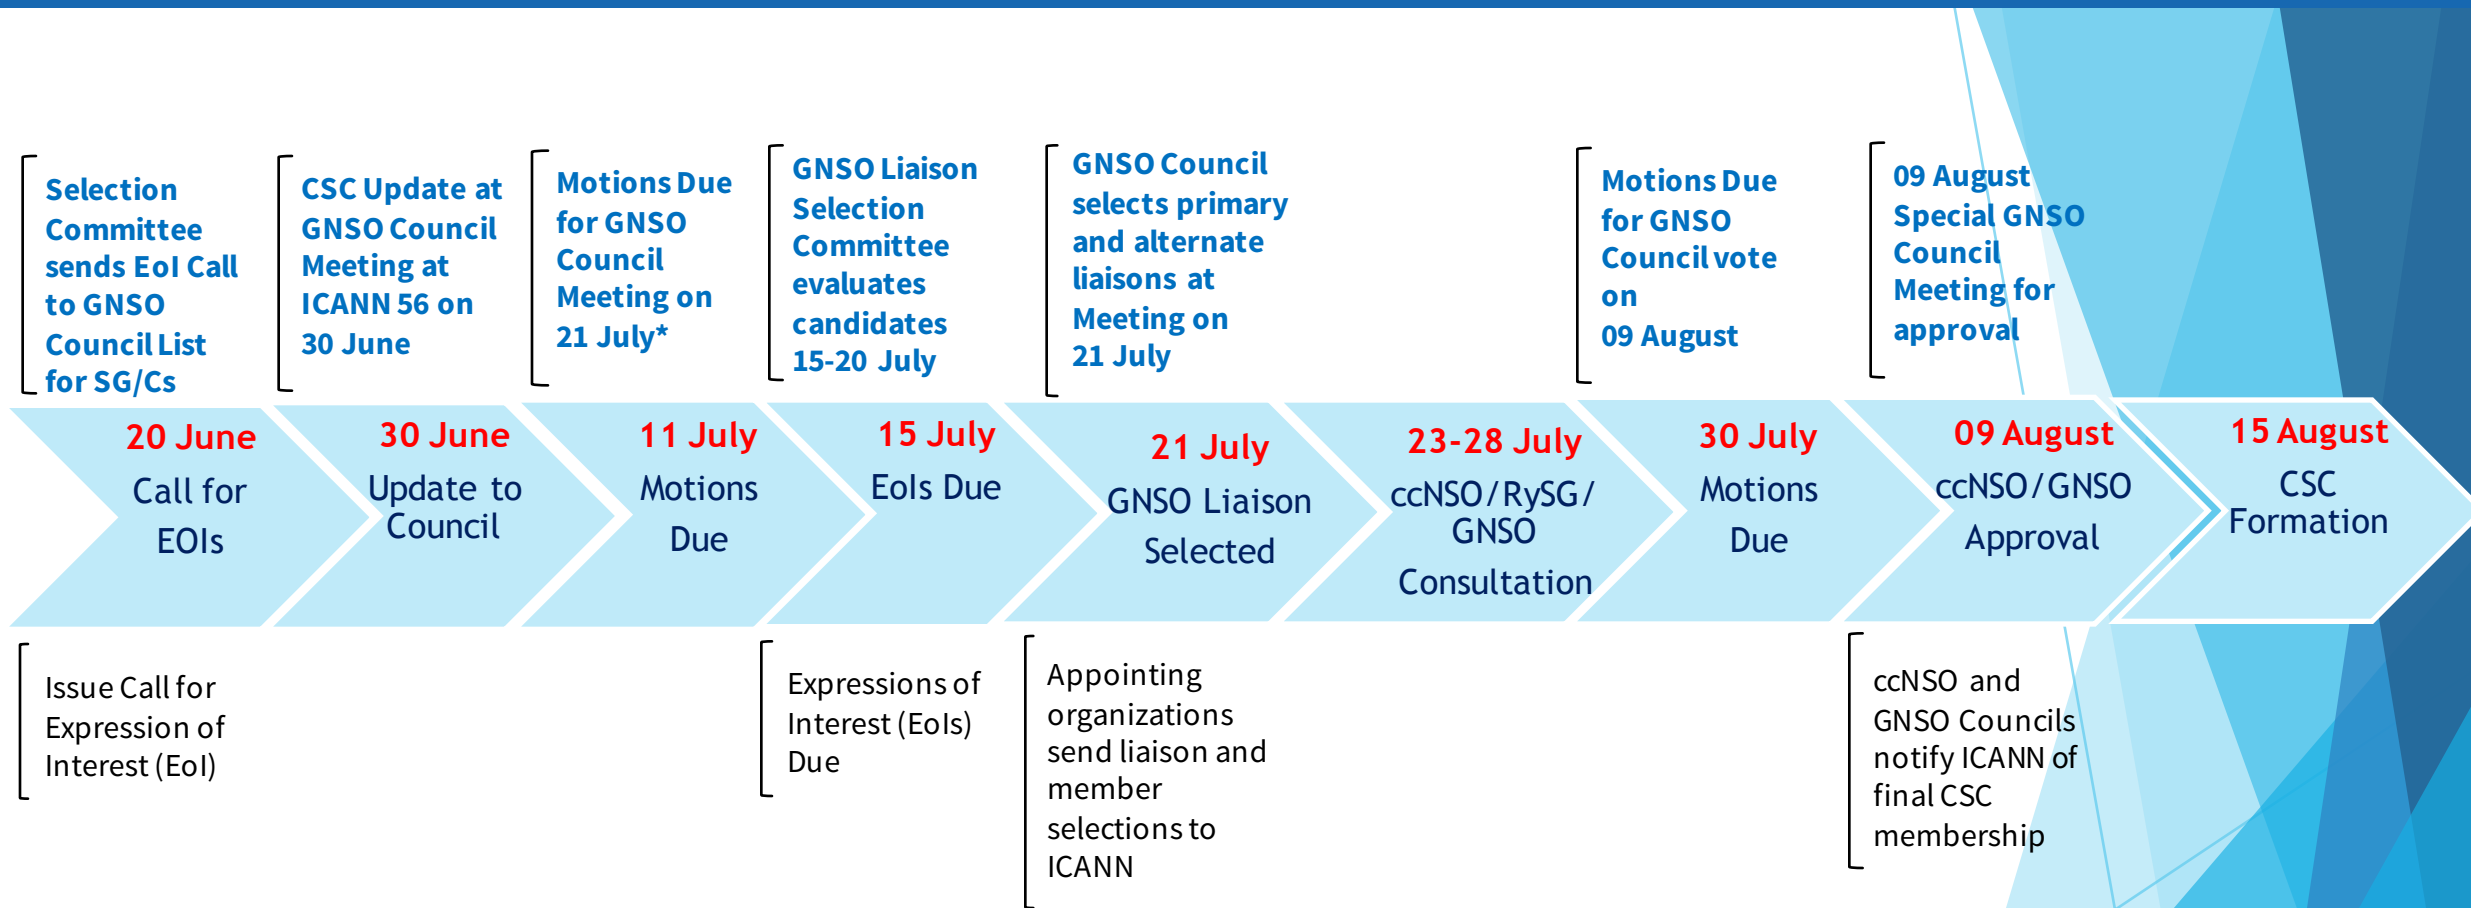 Selection
Committee
sends EoI Call
to GNSO
Council List
for SG/Cs
CSC Update at
GNSO Council
Meeting at
ICANN 56 on
30 June
Motions Due
for GNSO
Council
Meeting on
21 July*
GNSO Liaison
Selection
Committee
evaluates
candidates
15-20 July
GNSO Council
selects primary
and alternate
liaisons at
Meeting on
21 July
Motions Due
for GNSO
Council vote
on
09 August
09 August
Special GNSO
Council
Meeting for
approval
20 June
Call for
EOIs
30 June
Update to
Council
11 July
Motions
Due
15 July
EoIs Due
21 July
GNSO Liaison
Selected
23-28 July
ccNSO/RySG/
GNSO
Consultation
30 July
Motions
Due
09 August
ccNSO/GNSO
Approval
15 August
CSC
Formation
Issue Call for
Expression of
Interest (EoI)
Expressions of
Interest (EoIs)
Due
Appointing
organizations
send liaison and
member
selections to
ICANN
ccNSO and
GNSO Councils
notify ICANN of
final CSC
membership